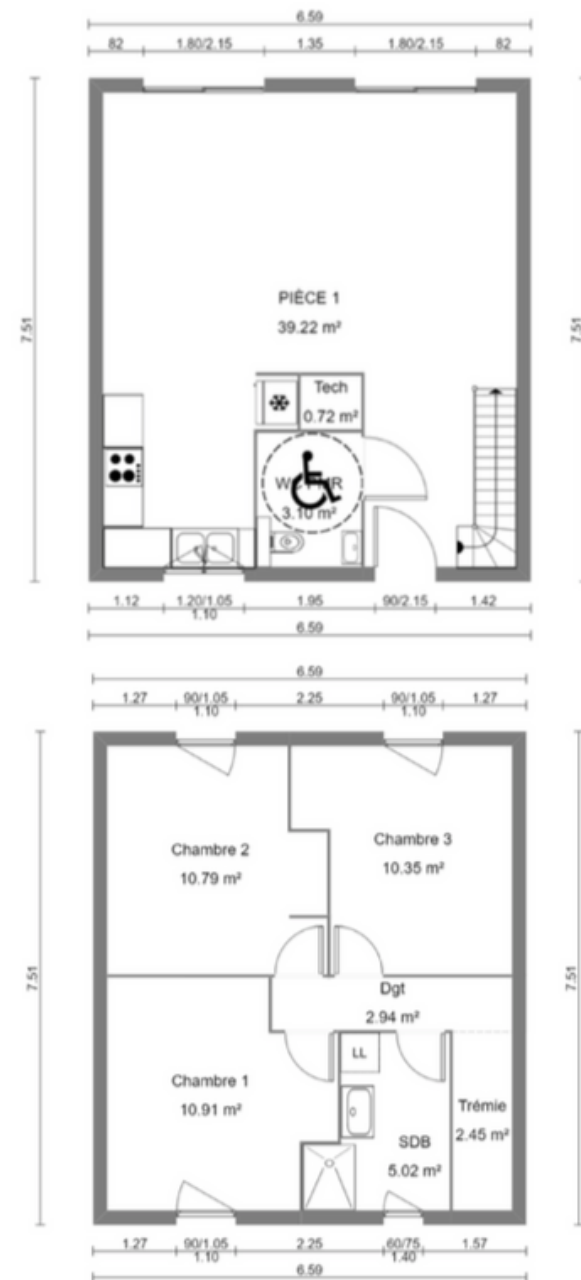 6.59
82 1.80/2.15 1.35 1.80/2.15 82
7.51
7.51
PIÈCE 1
39.22 m²
Tech
0.72 m²
3.10 m²
1.12 1.20/1.05 1.95 90/2.15 1.42
1.10
6.59
6.59
1.27 90/1.05 2.25 90/1.05 1.27
1.10 1.10
7.51
7.51
Chambre 2
10.79 m²
Chambre 3
10.35 m²
Dgt
2.94 m²
LL
Chambre 1
10.91 m²
Trémie
2.45 m²
SDB
5.02 m²
1.27 90/1.05 2.25 60/75 1.57
1.10 1.40
6.59